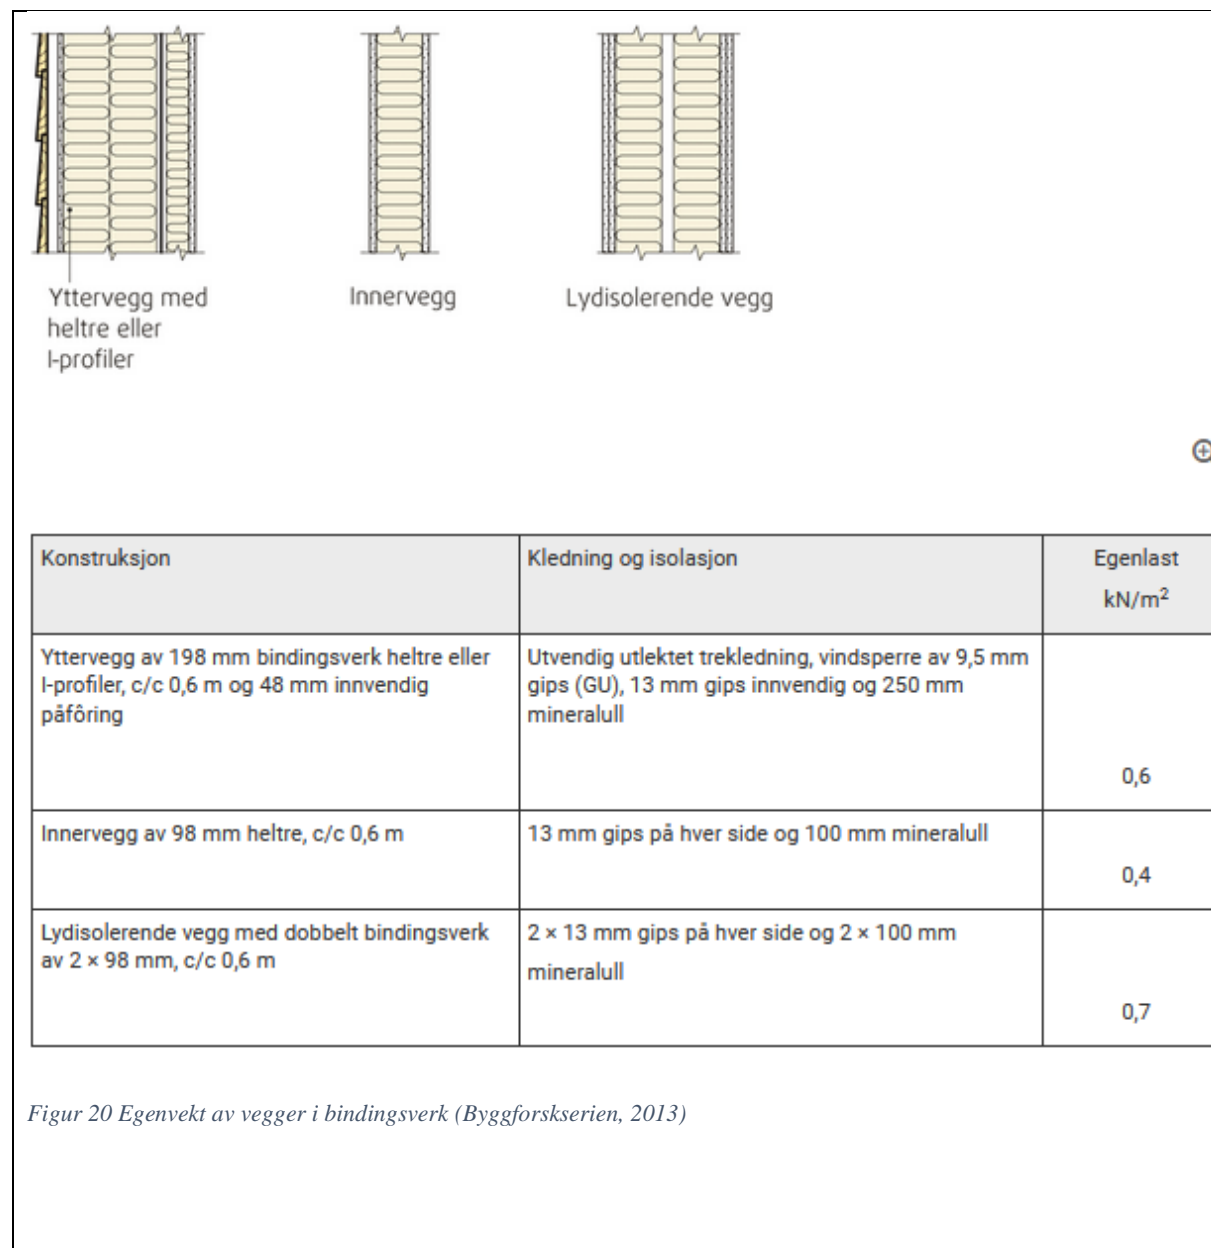 Yttervegg med
heltre eller
I-profiler
Innervegg
Lydisolerende vegg
Konstruksjon
Kledning og isolasjon
Egenlast
kN/m²
Yttervegg av 198 mm bindingsverk heltre eller
I-profiler, c/c 0,6 m og 48 mm innvendig
påfôring
Utvendig utlektet trekledning, vindsperre av 9,5 mm
gips (GU), 13 mm gips innvendig og 250 mm
mineralull
0,6
Innervegg av 98 mm heltre, c/c 0,6 m
13 mm gips på hver side og 100 mm mineralull
0,4
Lydisolerende vegg med dobbelt bindingsverk
av 2 × 98 mm, c/c 0,6 m
2 × 13 mm gips på hver side og 2 × 100 mm
mineralull
0,7
Figur 20 Egenvekt av vegger i bindingsverk (Byggforskserien, 2013)